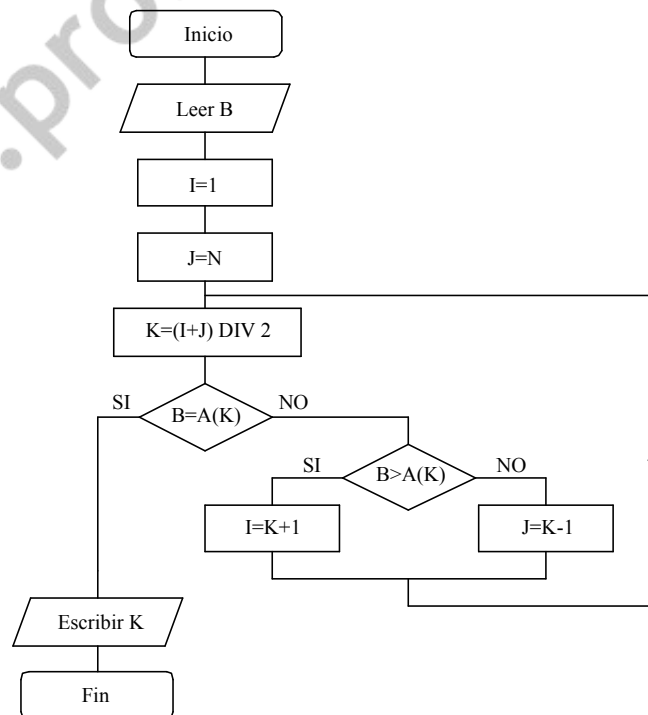 Inicio
Leer B
I=1
J=N
K=(I+J) DIV 2
SI
B=A(K)
NO
SI
B>A(K)
NO
I=K+1
J=K-1
Escribir K
Fin